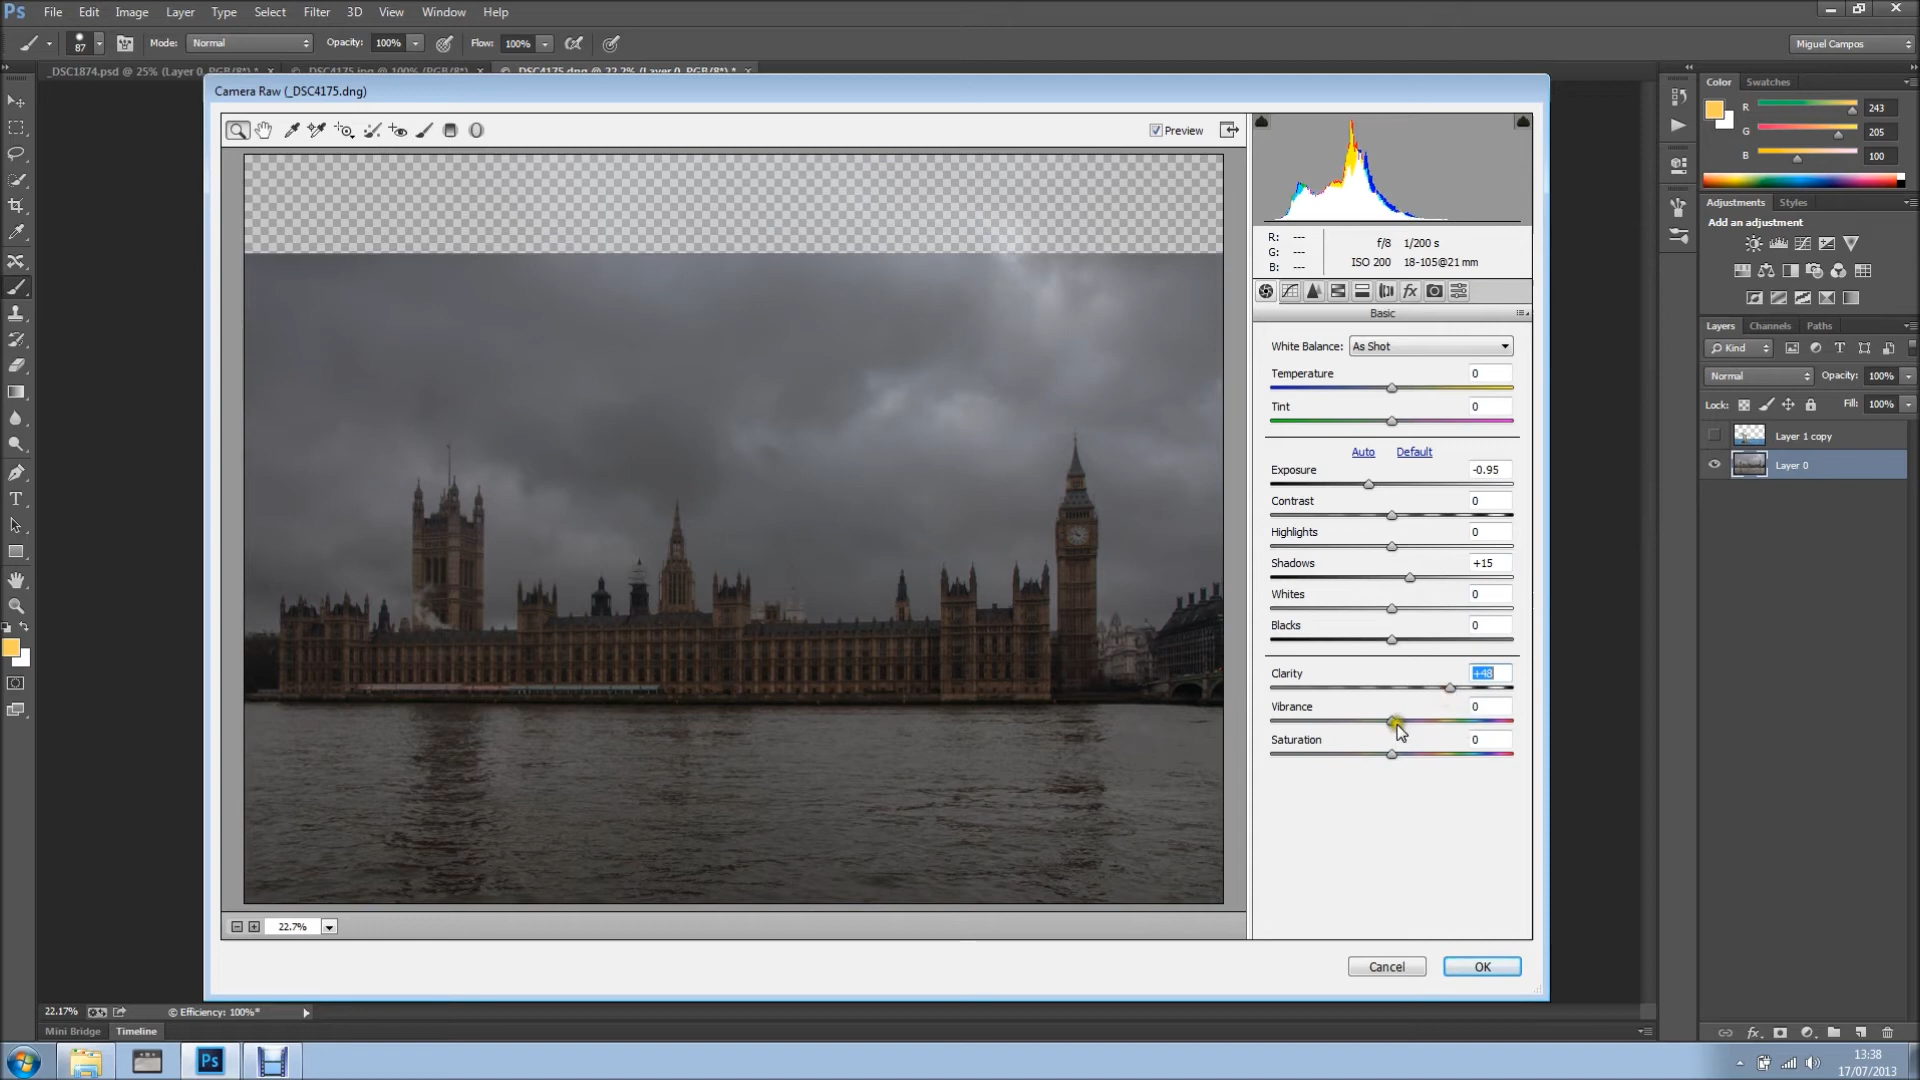 Ps File Edit Image Layer Type Select Filter 3D View Window Help
87 Mode: Normal Opacity: 100% Flow: 100% Miguel Campos
_DSC1874.psd @ 25% (Layer 0, RGB/8*) * _DSC4175.jpg @ 100% (RGB/8*) _DSC4175.dng @ 22.2% (Layer 0, RGB/8*) *
Camera Raw (_DSC4175.dng)
Preview
R: ---
G: ---
B: ---
f/8 1/200 s
ISO 200 18-105@21 mm
Basic
White Balance: As Shot
Temperature 0
Tint 0
Auto Default
Exposure -0.95
Contrast 0
Highlights 0
Shadows +15
Whites 0
Blacks 0
Clarity +48
Vibrance 0
Saturation 0
22.7%
Cancel OK
Color Swatches
R 243
G 205
B 100
Adjustments Styles
Add an adjustment
Layers Channels Paths
Kind
Normal Opacity: 100%
Lock: Fill: 100%
Layer 1 copy
Layer 0
22.17% Efficiency: 100%*
Mini Bridge Timeline
Ps
13:38
17/07/2013